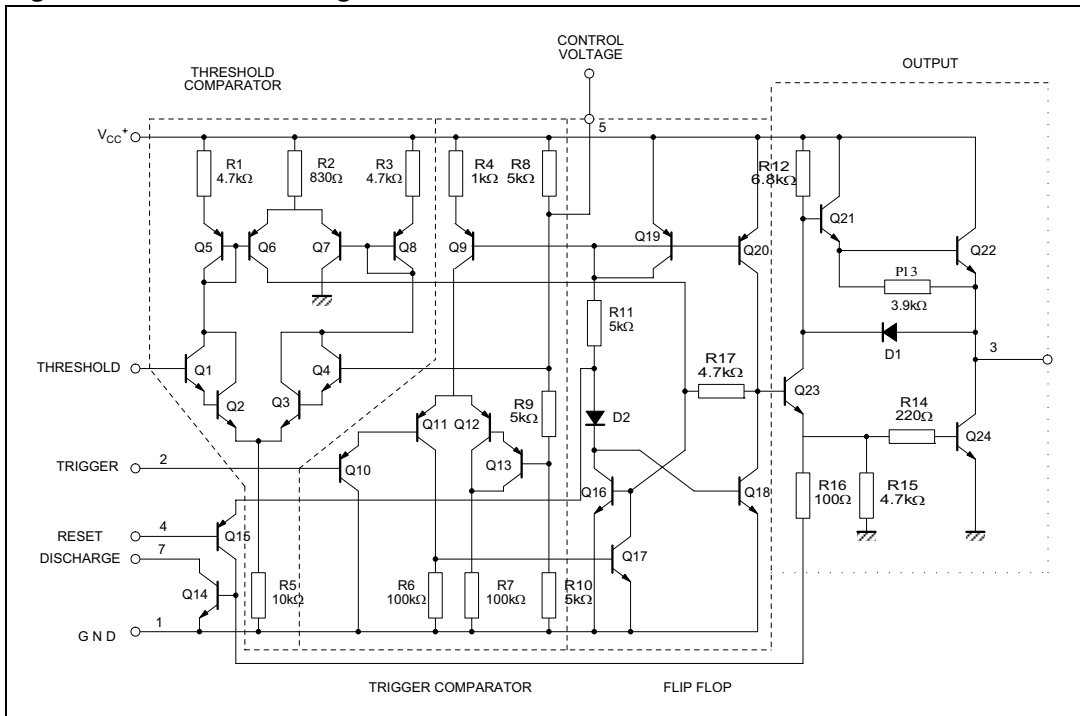 CONTROL
VOLTAGE
OUTPUT
THRESHOLD
COMPARATOR
5
VCC+
R1
4.7kΩ
R2
830Ω
R3
4.7kΩ
R4
1kΩ
R8
5kΩ
R12
6.8kΩ
Q5
Q6
Q7
Q8
Q9
Q19
Q20
Q21
Q22
P13
3.9kΩ
R11
5kΩ
D1
3
THRESHOLD
Q1
Q2
Q3
Q4
R17
4.7kΩ
Q23
R9
5kΩ
D2
R14
220Ω
Q11
Q12
Q13
Q24
TRIGGER
2
Q10
Q16
Q18
R16
100Ω
R15
4.7kΩ
RESET
4
Q15
DISCHARGE
7
Q17
Q14
R5
10kΩ
R6
100kΩ
R7
100kΩ
R10
5kΩ
GND
1
TRIGGER COMPARATOR
FLIP FLOP